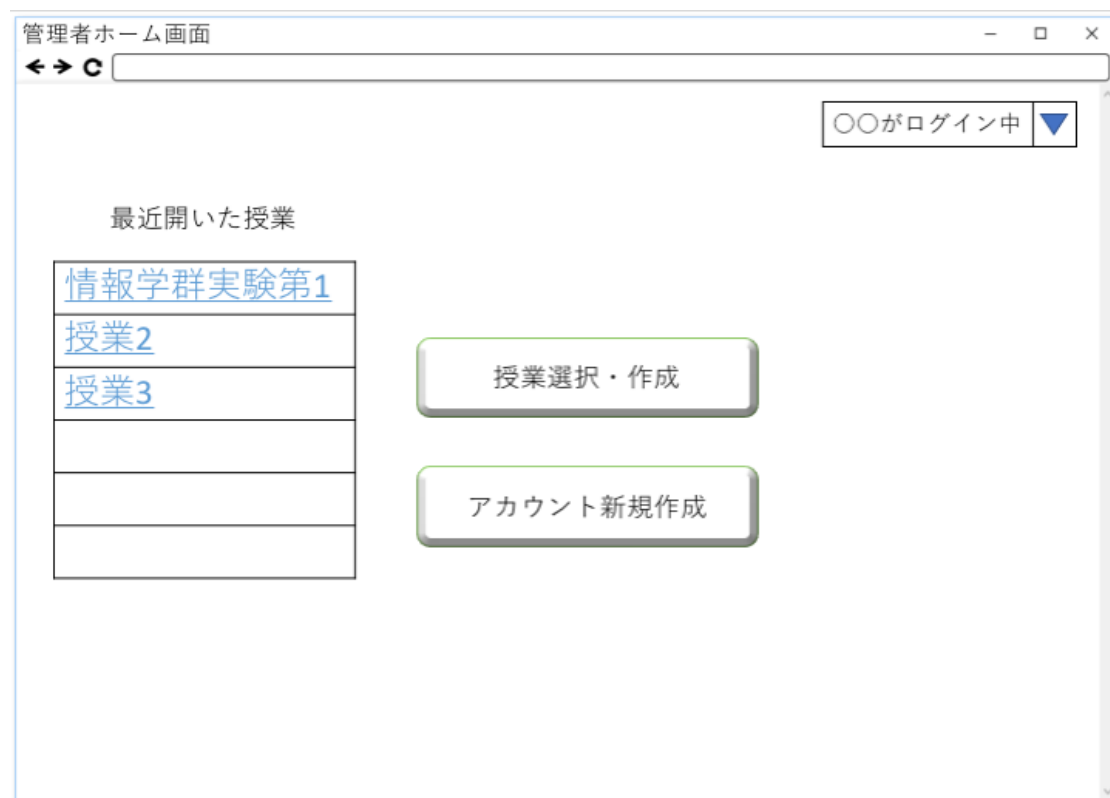 管理者ホーム画面
〇〇がログイン中
最近開いた授業
情報学群実験第1
授業2
授業3
授業選択・作成
アカウント新規作成